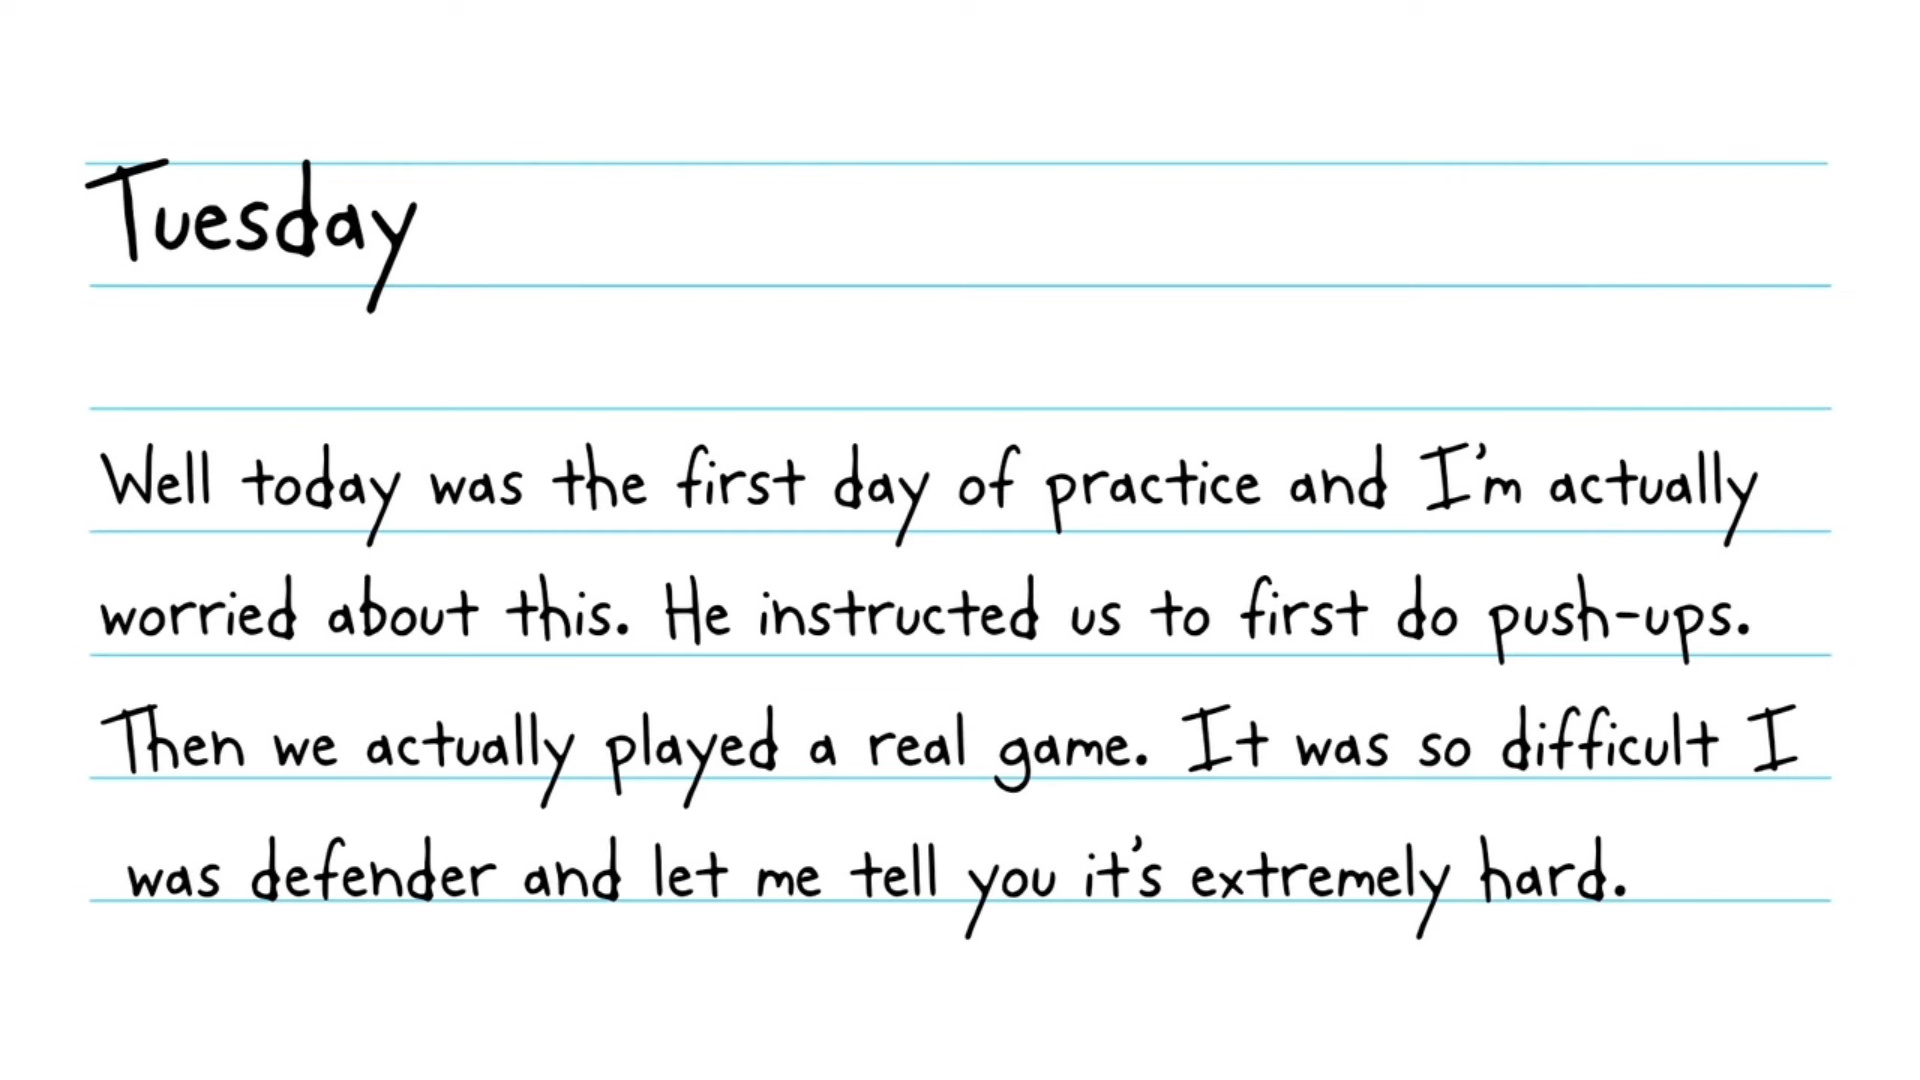 Tuesday
Well today was the first day of practice and I'm actually
worried about this. He instructed us to first do push-ups.
Then we actually played a real game. It was so difficult I
was defender and let me tell you it's extremely hard.